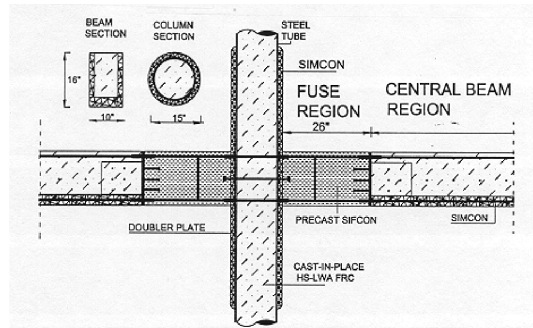 BEAM
SECTION
COLUMN
SECTION
STEEL
TUBE
SIMCON
16"
10"
15"
FUSE
REGION
26"
CENTRAL BEAM
REGION
SIMCON
PRECAST SIFCON
DOUBLER PLATE
CAST-IN-PLACE
HS-LWA FRC